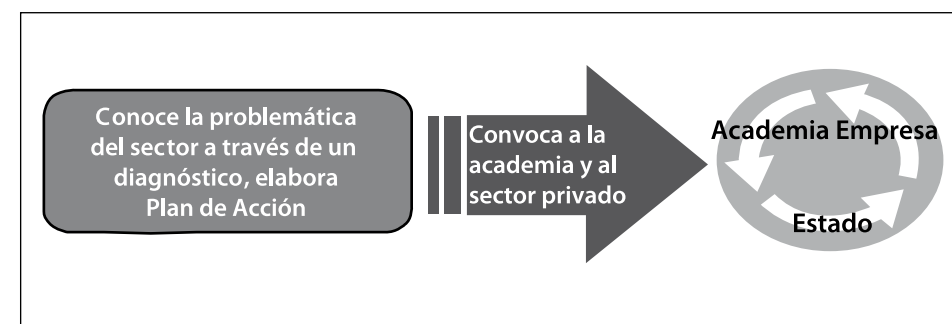 Conoce la problemática
del sector a través de un
diagnóstico, elabora
Plan de Acción
Convoca a la
academia y al
sector privado
Academia Empresa
Estado